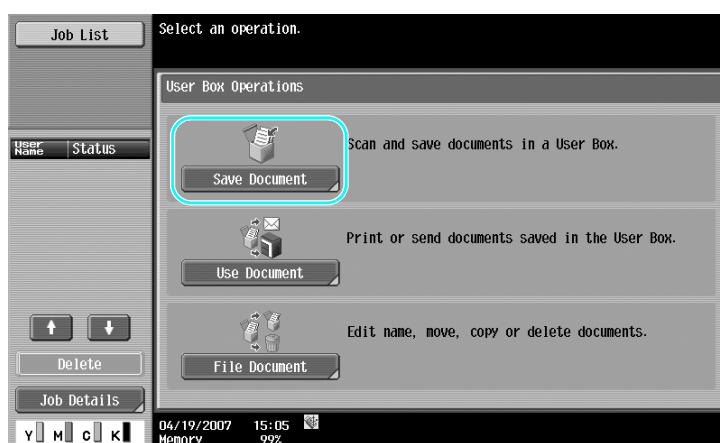 Job List
Select an operation.
User Box Operations
User Name
Status
Scan and save documents in a User Box.
Save Document
Print or send documents saved in the User Box.
Use Document
Edit name, move, copy or delete documents.
File Document
Delete
Job Details
Y M C K
04/19/2007 15:05
Memory 99%